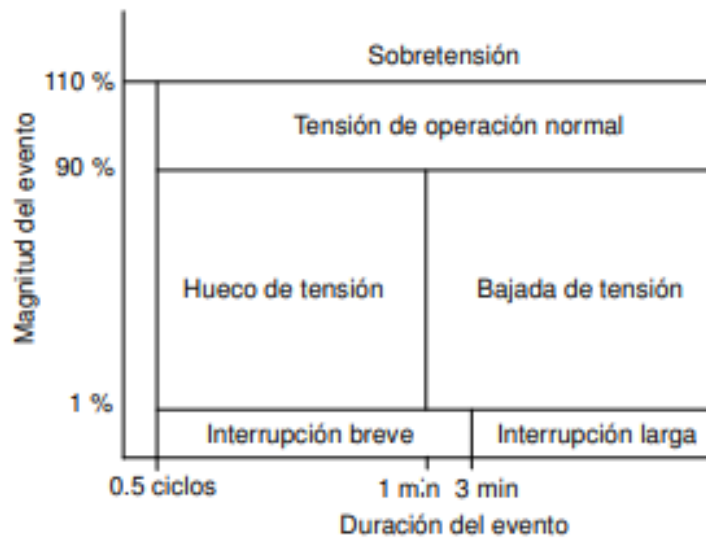 Sobretensión
110 %
Tensión de operación normal
90 %
Magnitud del evento
Hueco de tensión
Bajada de tensión
1 %
Interrupción breve
Interrupción larga
0.5 ciclos
1 min
3 min
Duración del evento